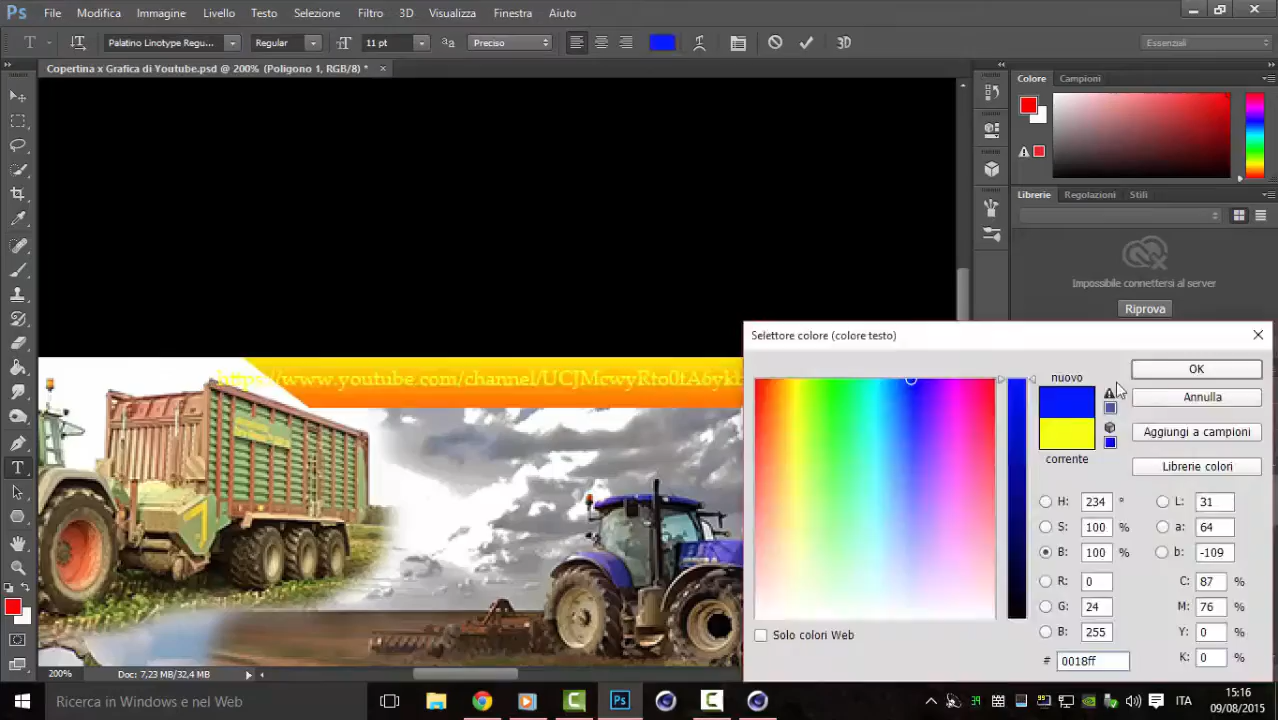 Ps File Modifica Immagine Livello Testo Selezione Filtro 3D Visualizza Finestra Aiuto
T Palatino Linotype Regu... Regular 11 pt aa Preciso 3D Essenziali
Copertina x Grafica di Youtube.psd @ 200% (Poligono 1, RGB/8) * ×
Colore Campioni
Librerie Regolazioni Stili
Impossibile connettersi al server
Riprova
Selettore colore (colore testo)
https://www.youtube.com/channel/UCJMcwyRto0tA6ykb
nuovo
OK
Annulla
Aggiungi a campioni
corrente
Librerie colori
H: 234 ° L: 31
S: 100 % a: 64
B: 100 % b: -109
R: 0 C: 87 %
G: 24 M: 76 %
B: 255 Y: 0 %
# 0018ff K: 0 %
Solo colori Web
200% Doc: 7,23 MB/32,4 MB
Ricerca in Windows e nel Web
ITA
15:16
09/08/2015